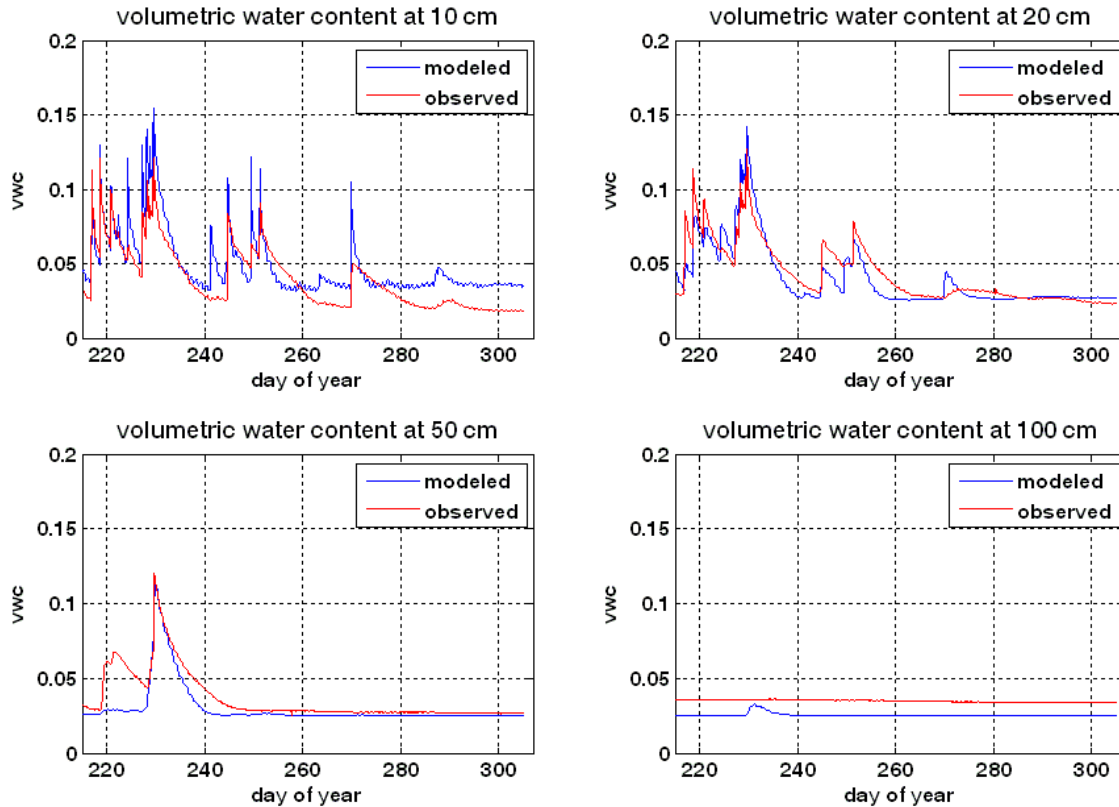 volumetric water content at 10 cm
0.2
0.15
0.1
0.05
0
vwc
modeled
observed
220
240
260
280
300
day of year
volumetric water content at 20 cm
0.2
0.15
0.1
0.05
0
vwc
modeled
observed
220
240
260
280
300
day of year
volumetric water content at 50 cm
0.2
0.15
0.1
0.05
0
vwc
modeled
observed
220
240
260
280
300
day of year
volumetric water content at 100 cm
0.2
0.15
0.1
0.05
0
vwc
modeled
observed
220
240
260
280
300
day of year